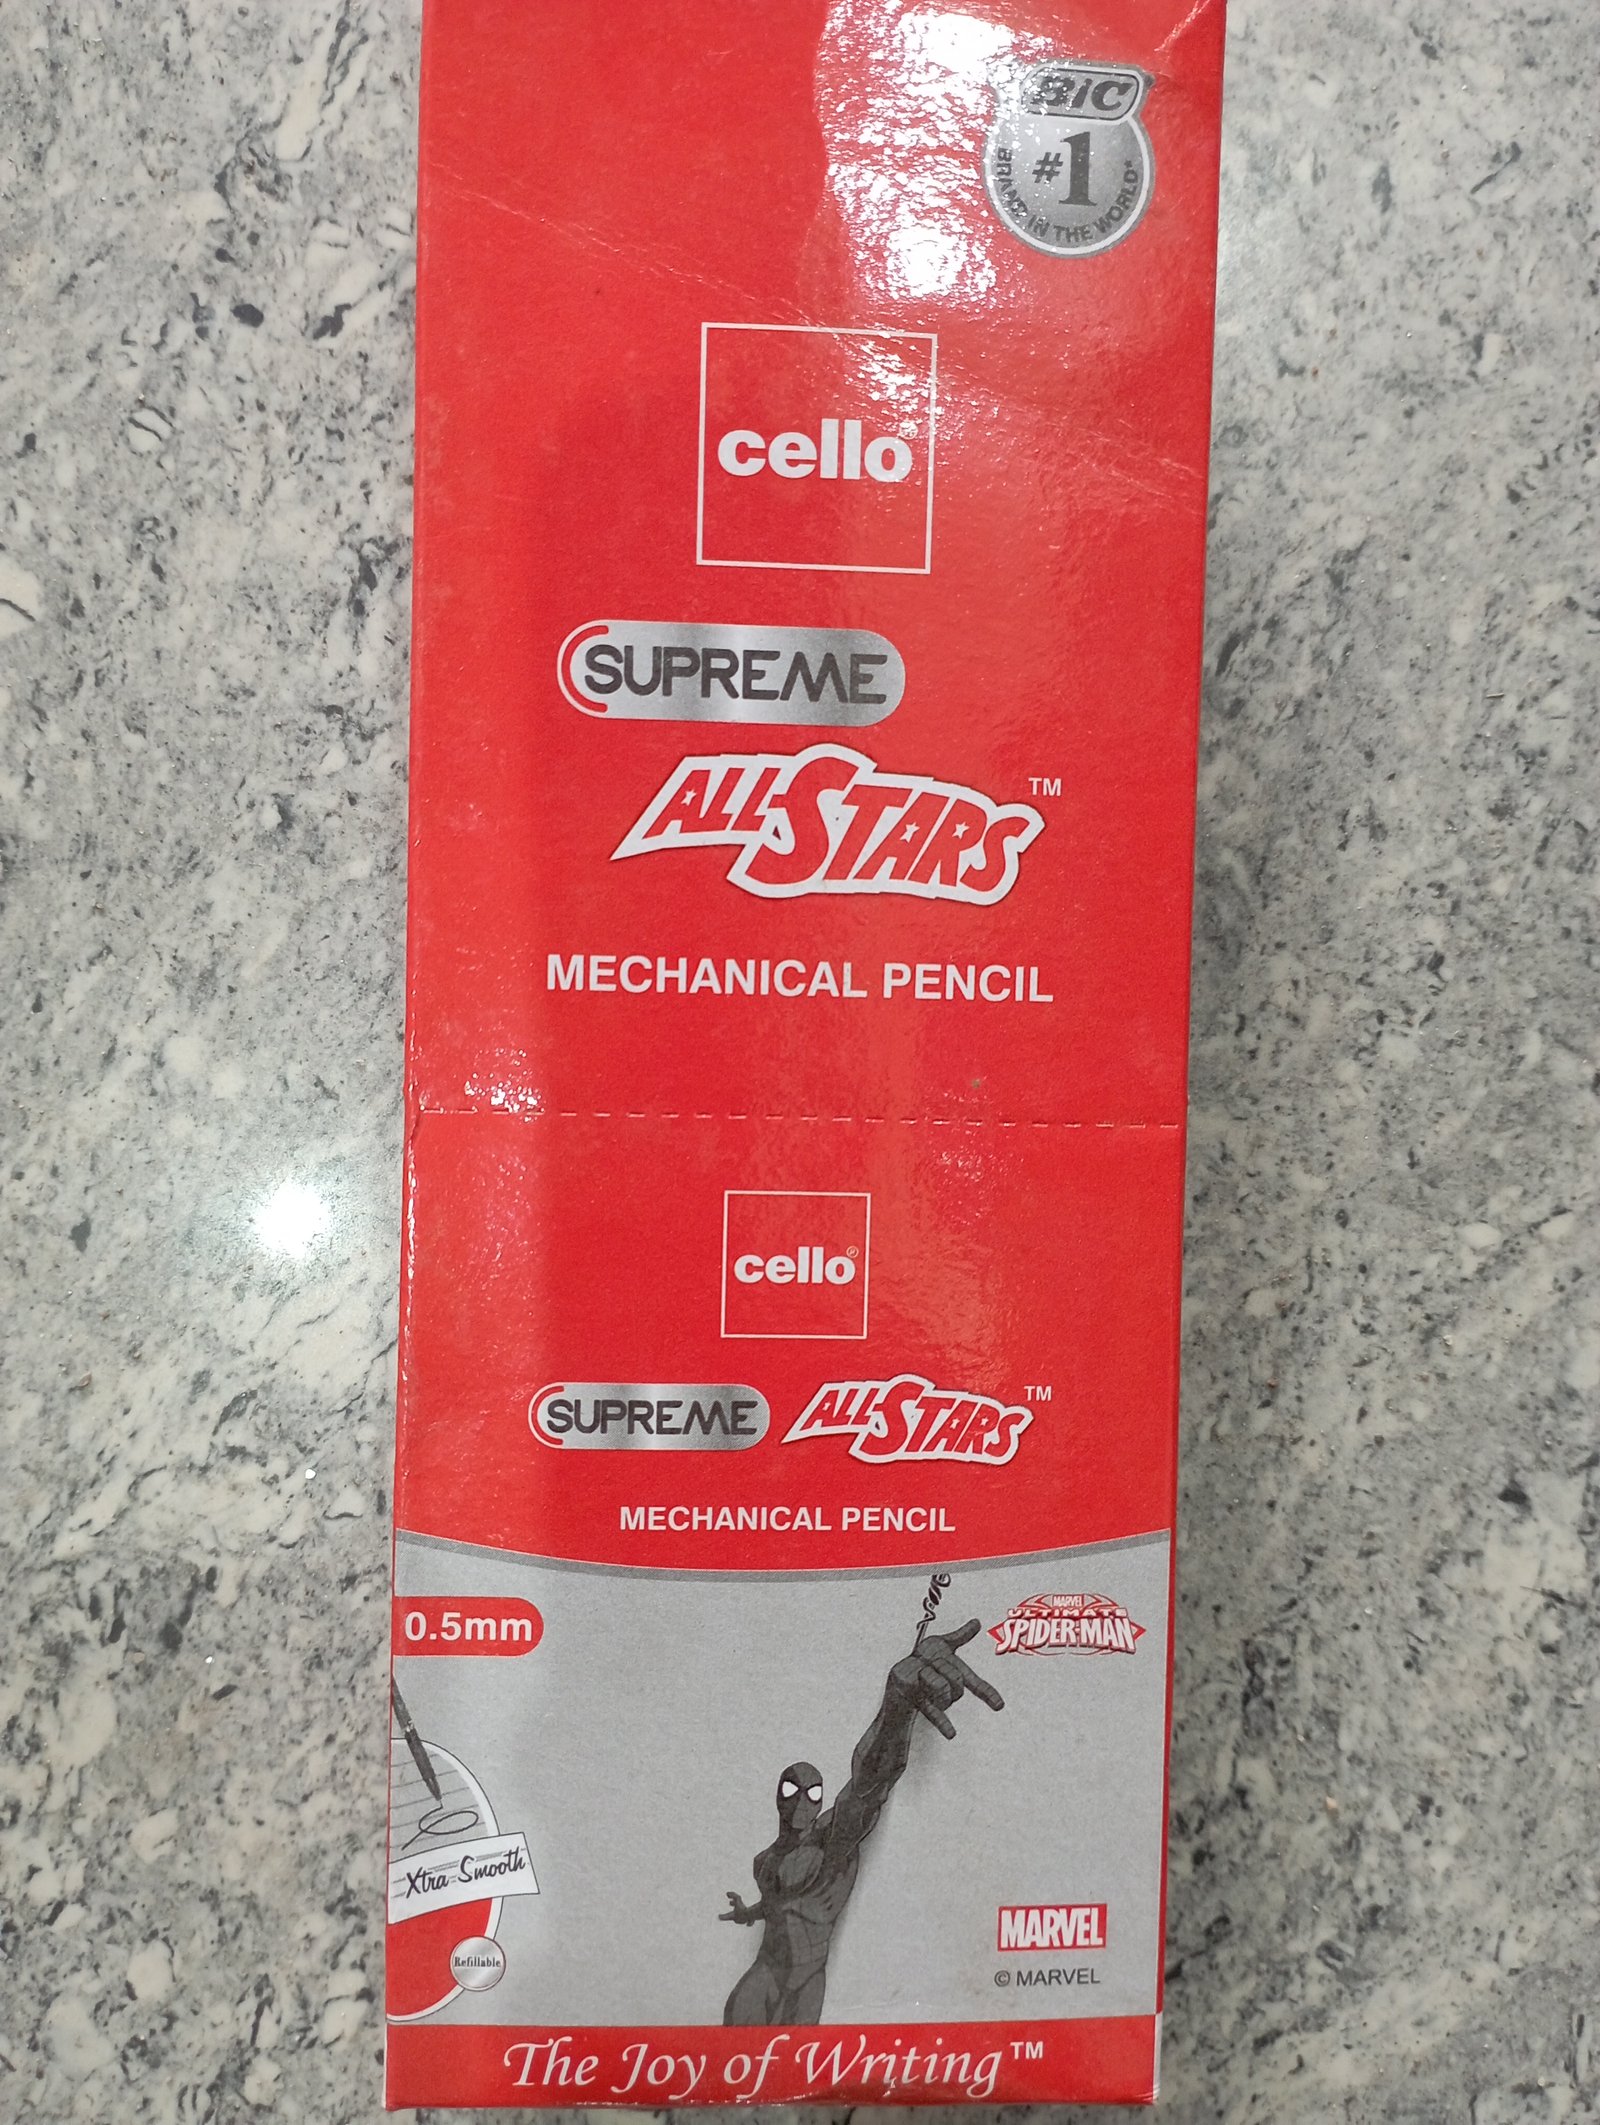 BiC
#1
BRAND IN THE WORLD*
cello
SUPREME
ALL STARS™
MECHANICAL PENCIL
cello®
SUPREME ALL STARS™
MECHANICAL PENCIL
0.5mm
MARVEL
ULTIMATE
SPIDER-MAN
Xtra-Smooth
Refillable
MARVEL
© MARVEL
The Joy of Writing™